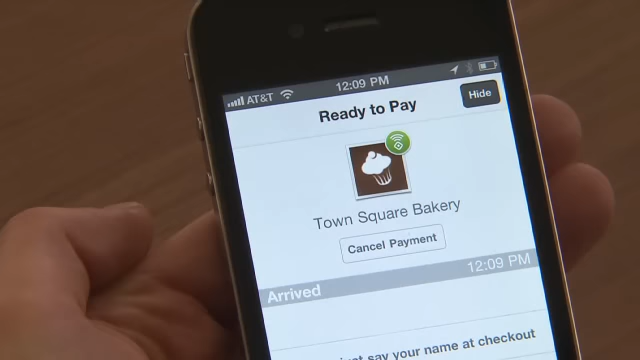 AT&T 12:09 PM
Ready to Pay
Hide
Town Square Bakery
Cancel Payment
Arrived 12:09 PM
just say your name at checkout